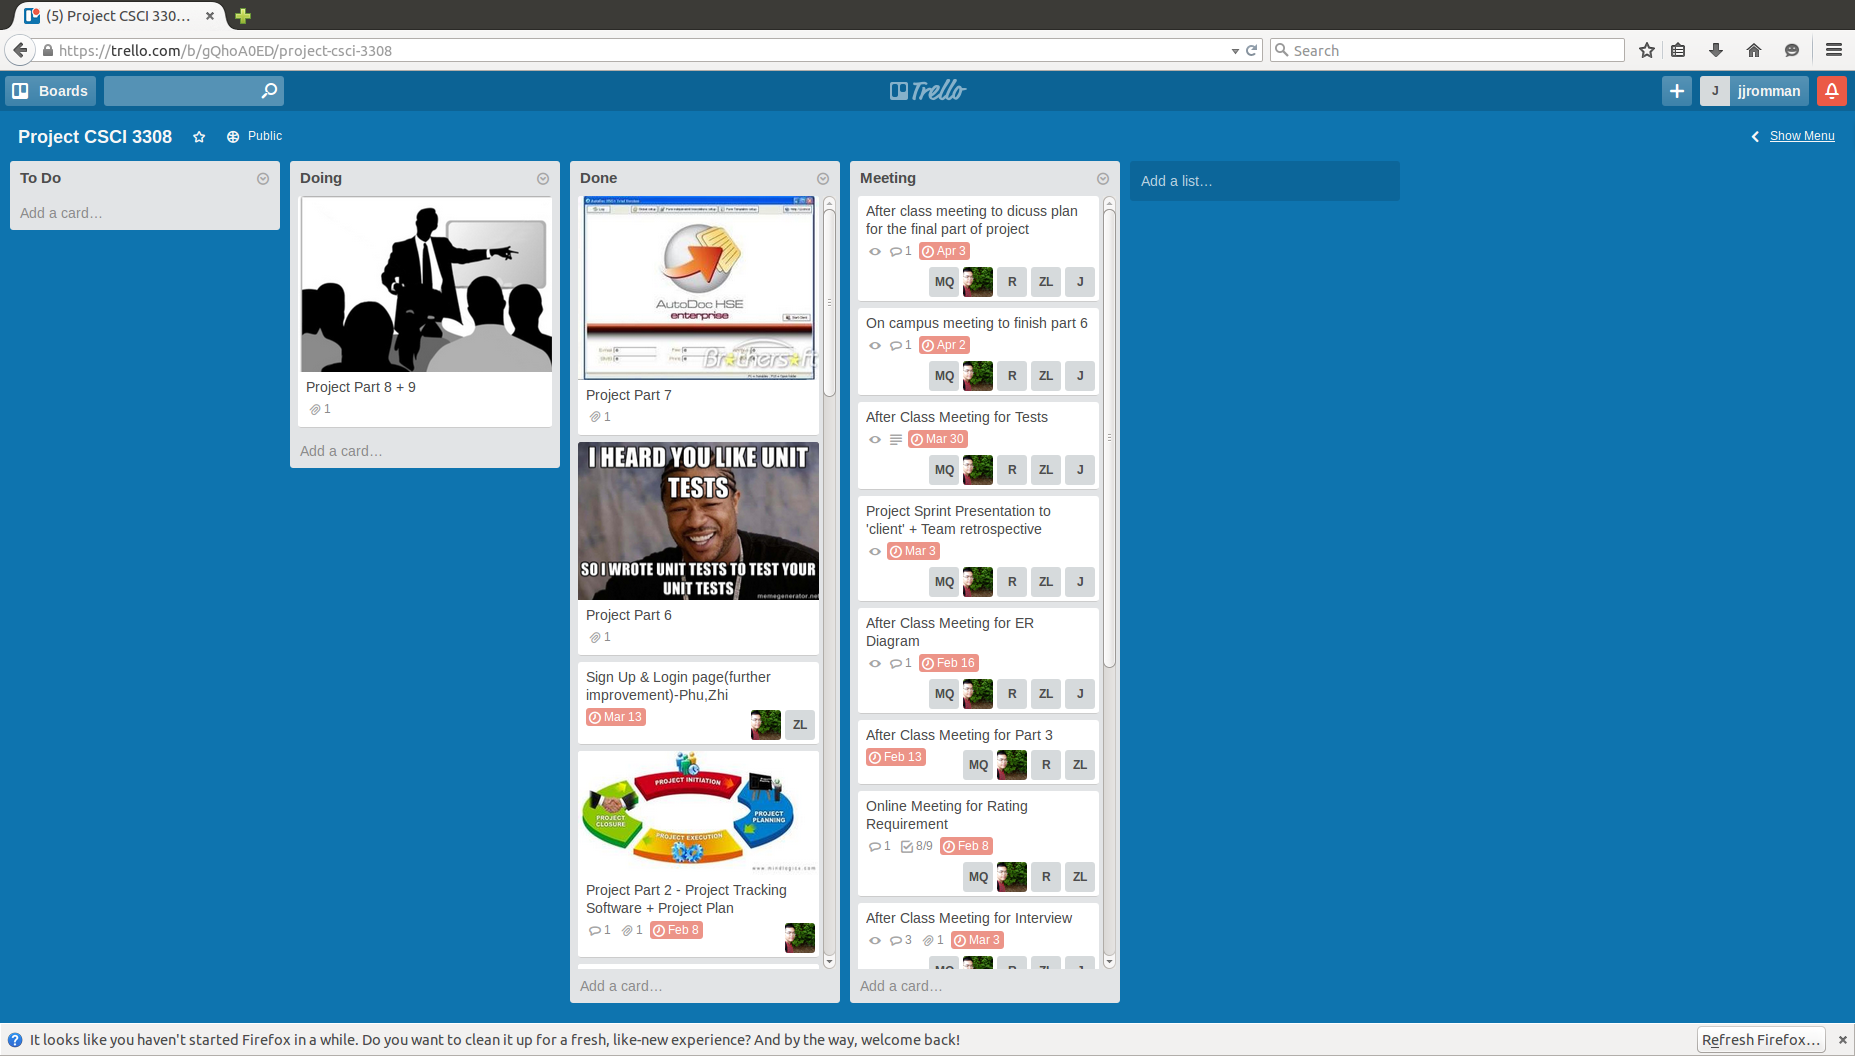 (5) Project CSCI 330...
https://trello.com/b/gQhoA0ED/project-csci-3308
Search
Boards
Trello
J jjromman
Project CSCI 3308
Public
Show Menu
To Do
Add a card...
Doing
Project Part 8 + 9
1
Add a card...
Done
AutoDoc HSE
enterprise
Brothersoft
Project Part 7
1
I HEARD YOU LIKE UNIT
TESTS
SO I WROTE UNIT TESTS TO TEST YOUR
UNIT TESTS
memegenerator.net
Project Part 6
1
Sign Up & Login page(further
improvement)-Phu,Zhi
Mar 13
ZL
PROJECT INITIATION
PROJECT
CLOSURE
PROJECT
PLANNING
PROJECT EXECUTION
www.mindlogicx.com
Project Part 2 - Project Tracking
Software + Project Plan
1 1 Feb 8
Add a card...
Meeting
After class meeting to dicuss plan
for the final part of project
1 Apr 3
MQ R ZL J
On campus meeting to finish part 6
1 Apr 2
MQ R ZL J
After Class Meeting for Tests
Mar 30
MQ R ZL J
Project Sprint Presentation to
'client' + Team retrospective
Mar 3
MQ R ZL J
After Class Meeting for ER
Diagram
1 Feb 16
MQ R ZL J
After Class Meeting for Part 3
Feb 13
MQ R ZL
Online Meeting for Rating
Requirement
1 8/9 Feb 8
MQ R ZL
After Class Meeting for Interview
3 1 Mar 3
MQ R ZL J
Add a card...
Add a list...
It looks like you haven't started Firefox in a while. Do you want to clean it up for a fresh, like-new experience? And by the way, welcome back!
Refresh Firefox...